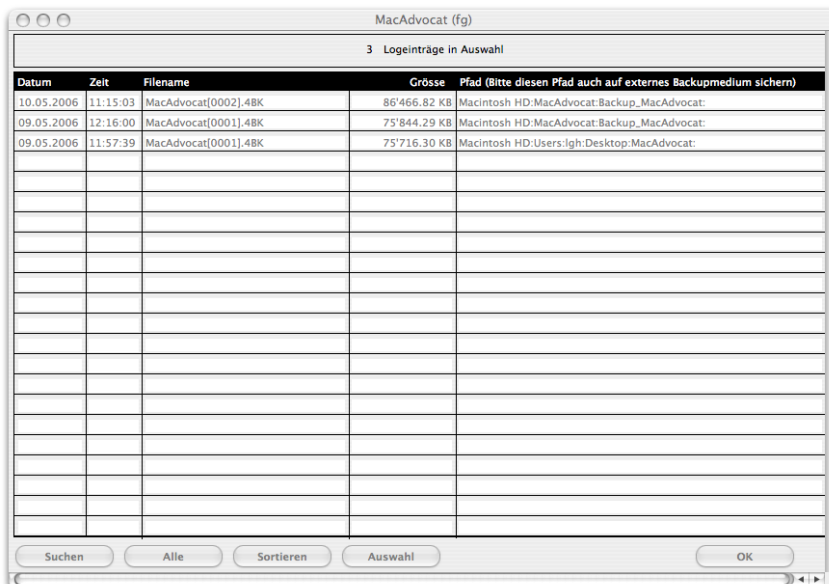 MacAdvocat (fg)
3 Logeinträge in Auswahl
Datum Zeit Filename Grösse Pfad (Bitte diesen Pfad auch auf externes Backupmedium sichern)
10.05.2006 11:15:03 MacAdvocat[0002].4BK 86'466.82 KB Macintosh HD:MacAdvocat:Backup_MacAdvocat:
09.05.2006 12:16:00 MacAdvocat[0001].4BK 75'844.29 KB Macintosh HD:MacAdvocat:Backup_MacAdvocat:
09.05.2006 11:57:39 MacAdvocat[0001].4BK 75'716.30 KB Macintosh HD:Users:lgh:Desktop:MacAdvocat:
Suchen Alle Sortieren Auswahl OK